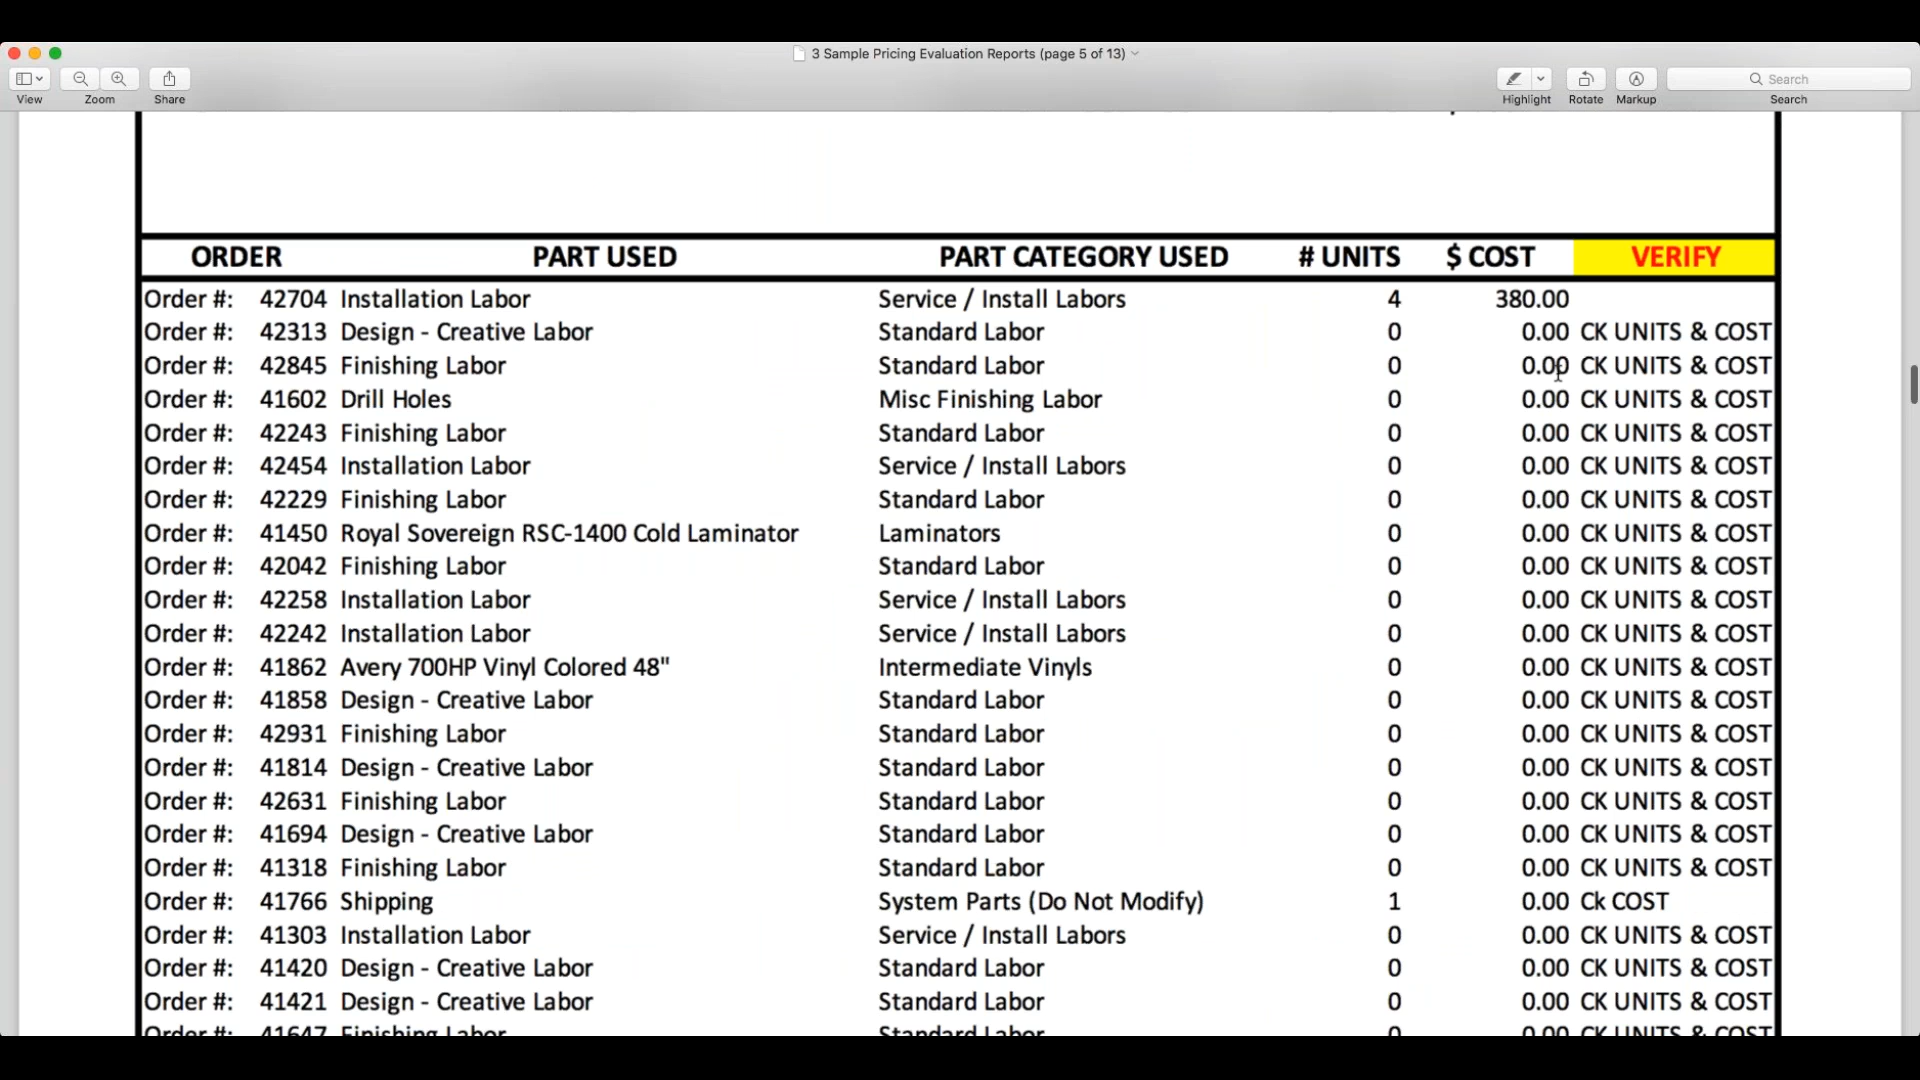 3 Sample Pricing Evaluation Reports (page 5 of 13)
View Zoom Share Highlight Rotate Markup Search
Search
ORDER PART USED PART CATEGORY USED # UNITS $ COST VERIFY
Order #: 42704 Installation Labor Service / Install Labors 4 380.00
Order #: 42313 Design - Creative Labor Standard Labor 0 0.00 CK UNITS & COST
Order #: 42845 Finishing Labor Standard Labor 0 0.00 CK UNITS & COST
Order #: 41602 Drill Holes Misc Finishing Labor 0 0.00 CK UNITS & COST
Order #: 42243 Finishing Labor Standard Labor 0 0.00 CK UNITS & COST
Order #: 42454 Installation Labor Service / Install Labors 0 0.00 CK UNITS & COST
Order #: 42229 Finishing Labor Standard Labor 0 0.00 CK UNITS & COST
Order #: 41450 Royal Sovereign RSC-1400 Cold Laminator Laminators 0 0.00 CK UNITS & COST
Order #: 42042 Finishing Labor Standard Labor 0 0.00 CK UNITS & COST
Order #: 42258 Installation Labor Service / Install Labors 0 0.00 CK UNITS & COST
Order #: 42242 Installation Labor Service / Install Labors 0 0.00 CK UNITS & COST
Order #: 41862 Avery 700HP Vinyl Colored 48" Intermediate Vinyls 0 0.00 CK UNITS & COST
Order #: 41858 Design - Creative Labor Standard Labor 0 0.00 CK UNITS & COST
Order #: 42931 Finishing Labor Standard Labor 0 0.00 CK UNITS & COST
Order #: 41814 Design - Creative Labor Standard Labor 0 0.00 CK UNITS & COST
Order #: 42631 Finishing Labor Standard Labor 0 0.00 CK UNITS & COST
Order #: 41694 Design - Creative Labor Standard Labor 0 0.00 CK UNITS & COST
Order #: 41318 Finishing Labor Standard Labor 0 0.00 CK UNITS & COST
Order #: 41766 Shipping System Parts (Do Not Modify) 1 0.00 Ck COST
Order #: 41303 Installation Labor Service / Install Labors 0 0.00 CK UNITS & COST
Order #: 41420 Design - Creative Labor Standard Labor 0 0.00 CK UNITS & COST
Order #: 41421 Design - Creative Labor Standard Labor 0 0.00 CK UNITS & COST
Order #: 41647 Finishing Labor Standard Labor 0 0.00 CK UNITS & COST